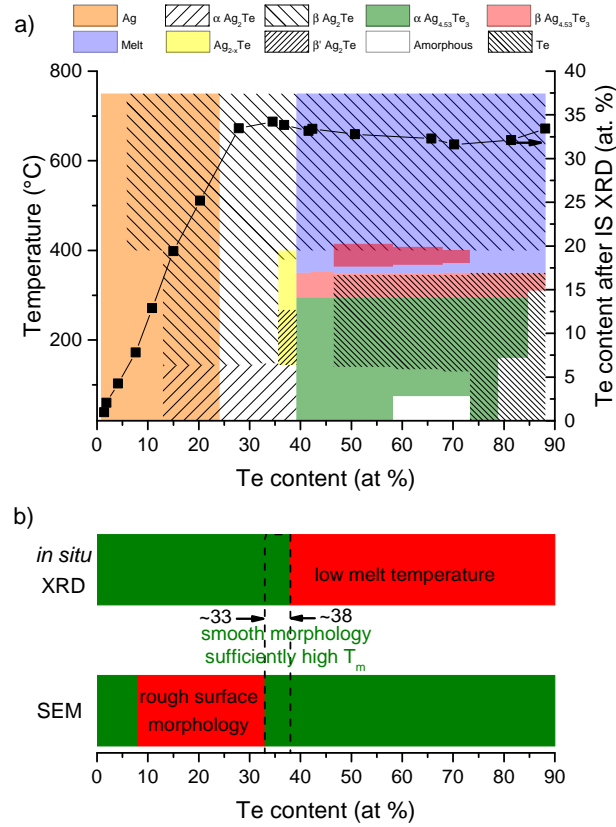 a)
Ag
α Ag₂Te
β Ag₂Te
α Ag₄.₅₃Te₃
β Ag₄.₅₃Te₃
Melt
Ag₂₋ₓTe
β' Ag₂Te
Amorphous
Te
800
600
400
200
Temperature (°C)
40
35
30
25
20
15
10
5
0
Te content after IS XRD (at. %)
0 10 20 30 40 50 60 70 80 90
Te content (at %)
b)
in situ
XRD
low melt temperature
~33
~38
smooth morphology
sufficiently high Tₘ
SEM
rough surface
morphology
0 10 20 30 40 50 60 70 80 90
Te content (at %)